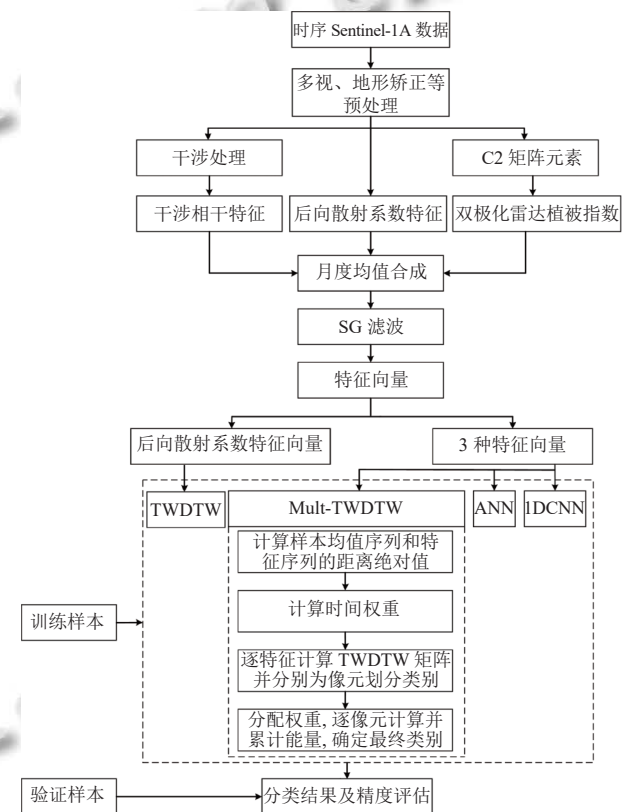 时序 Sentinel-1A 数据
多视、地形矫正等
预处理
干涉处理
C2 矩阵元素
干涉相干特征
后向散射系数特征
双极化雷达植被指数
月度均值合成
SG 滤波
特征向量
后向散射系数特征向量
3 种特征向量
TWDTW
Mult-TWDTW
ANN
1DCNN
计算样本均值序列和特
征序列的距离绝对值
计算时间权重
训练样本
逐特征计算 TWDTW 矩阵
并分别为像元划分类别
分配权重, 逐像元计算并
累计能量, 确定最终类别
验证样本
分类结果及精度评估